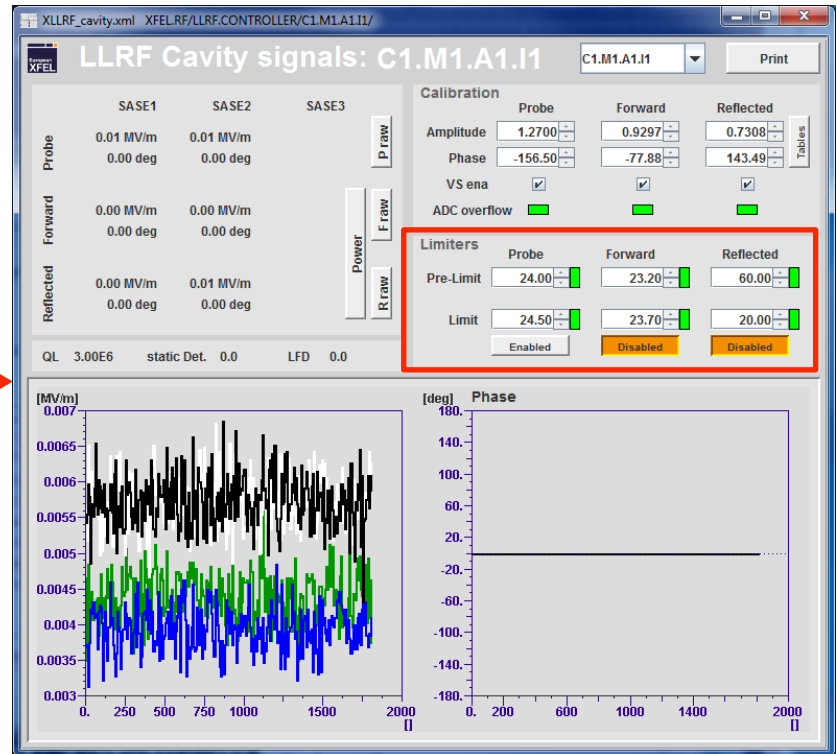 XLLRF_cavity.xml XFEL.RF/LLRF.CONTROLLER/C1.M1.A1.I1/
European XFEL
LLRF Cavity signals: C1.M1.A1.I1
C1.M1.A1.I1
Print
SASE1 SASE2 SASE3
Probe
0.01 MV/m 0.01 MV/m
0.00 deg 0.00 deg
P raw
Forward
0.00 MV/m 0.00 MV/m
0.00 deg 0.00 deg
Power
F raw
Reflected
0.00 MV/m 0.01 MV/m
0.00 deg 0.00 deg
R raw
QL 3.00E6 static Det. 0.0 LFD 0.0
Calibration
Probe Forward Reflected
Amplitude 1.2700 0.9297 0.7308
Phase -156.50 -77.88 143.49
Tables
VS ena
ADC overflow
Limiters
Probe Forward Reflected
Pre-Limit 24.00 23.20 60.00
Limit 24.50 23.70 20.00
Enabled Disabled Disabled
[MV/m]
0.007
0.0065
0.006
0.0055
0.005
0.0045
0.004
0.0035
0.003
0. 250 500 750 1000 1500 2000
[]
[deg] Phase
180.
140.
100.
60.
20.
-20.
-60.
-100.
-140.
-180.
0. 200 600 1000 1400 2000
[]